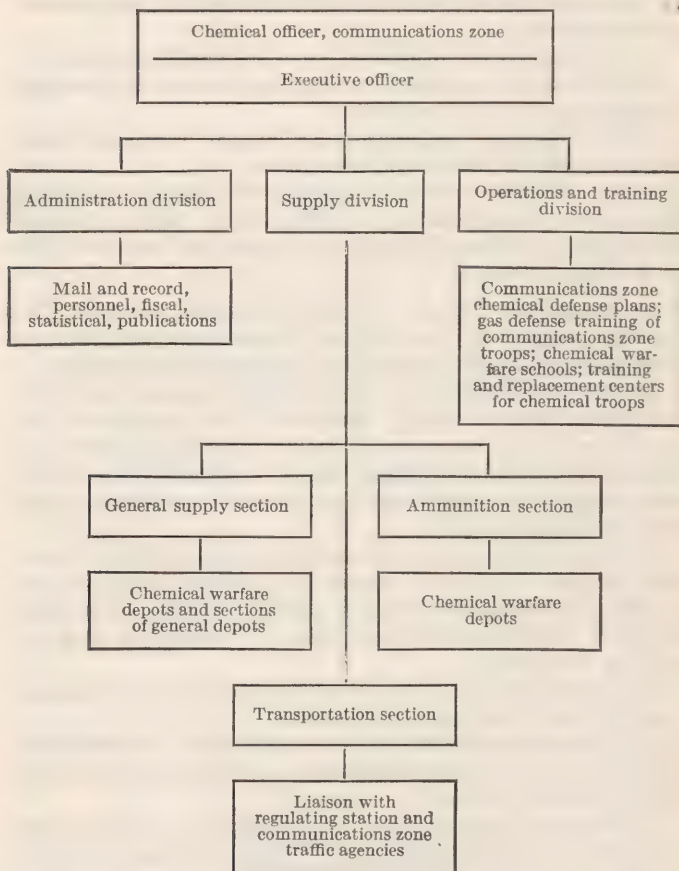 Chemical officer, communications zone
Executive officer
Administration division
Supply division
Operations and training
division
Mail and record,
personnel, fiscal,
statistical, publications
Communications zone
chemical defense plans;
gas defense training of
communications zone
troops; chemical war-
fare schools; training
and replacement centers
for chemical troops
General supply section
Ammunition section
Chemical warfare
depots and sections
of general depots
Chemical warfare
depots
Transportation section
Liaison with
regulating station and
communications zone
traffic agencies